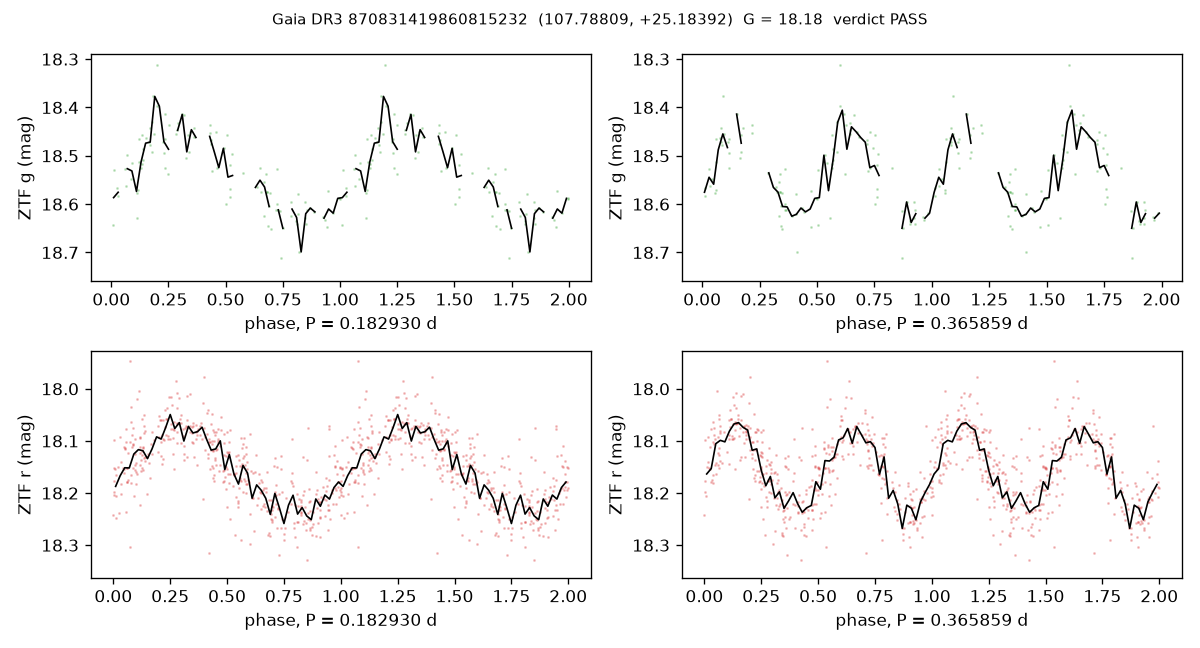 Gaia DR3 870831419860815232  (107.78809, +25.18392)  G = 18.18  verdict PASS
ZTF g (mag)
18.3
18.4
18.5
18.6
18.7
0.00 0.25 0.50 0.75 1.00 1.25 1.50 1.75 2.00
phase, P = 0.182930 d
ZTF g (mag)
18.3
18.4
18.5
18.6
18.7
0.00 0.25 0.50 0.75 1.00 1.25 1.50 1.75 2.00
phase, P = 0.365859 d
ZTF r (mag)
18.0
18.1
18.2
18.3
0.00 0.25 0.50 0.75 1.00 1.25 1.50 1.75 2.00
phase, P = 0.182930 d
ZTF r (mag)
18.0
18.1
18.2
18.3
0.00 0.25 0.50 0.75 1.00 1.25 1.50 1.75 2.00
phase, P = 0.365859 d